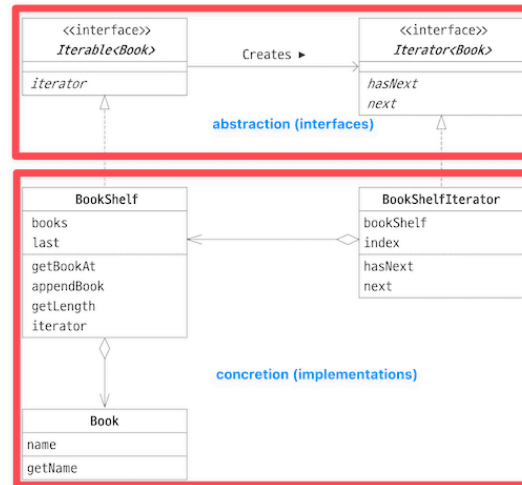 <<interface>>
Iterable<Book>
iterator
Creates ►
<<interface>>
Iterator<Book>
hasNext
next
abstraction (interfaces)
BookShelf
books
last
getBookAt
appendBook
getLength
iterator
BookShelfIterator
bookShelf
index
hasNext
next
concretion (implementations)
Book
name
getName